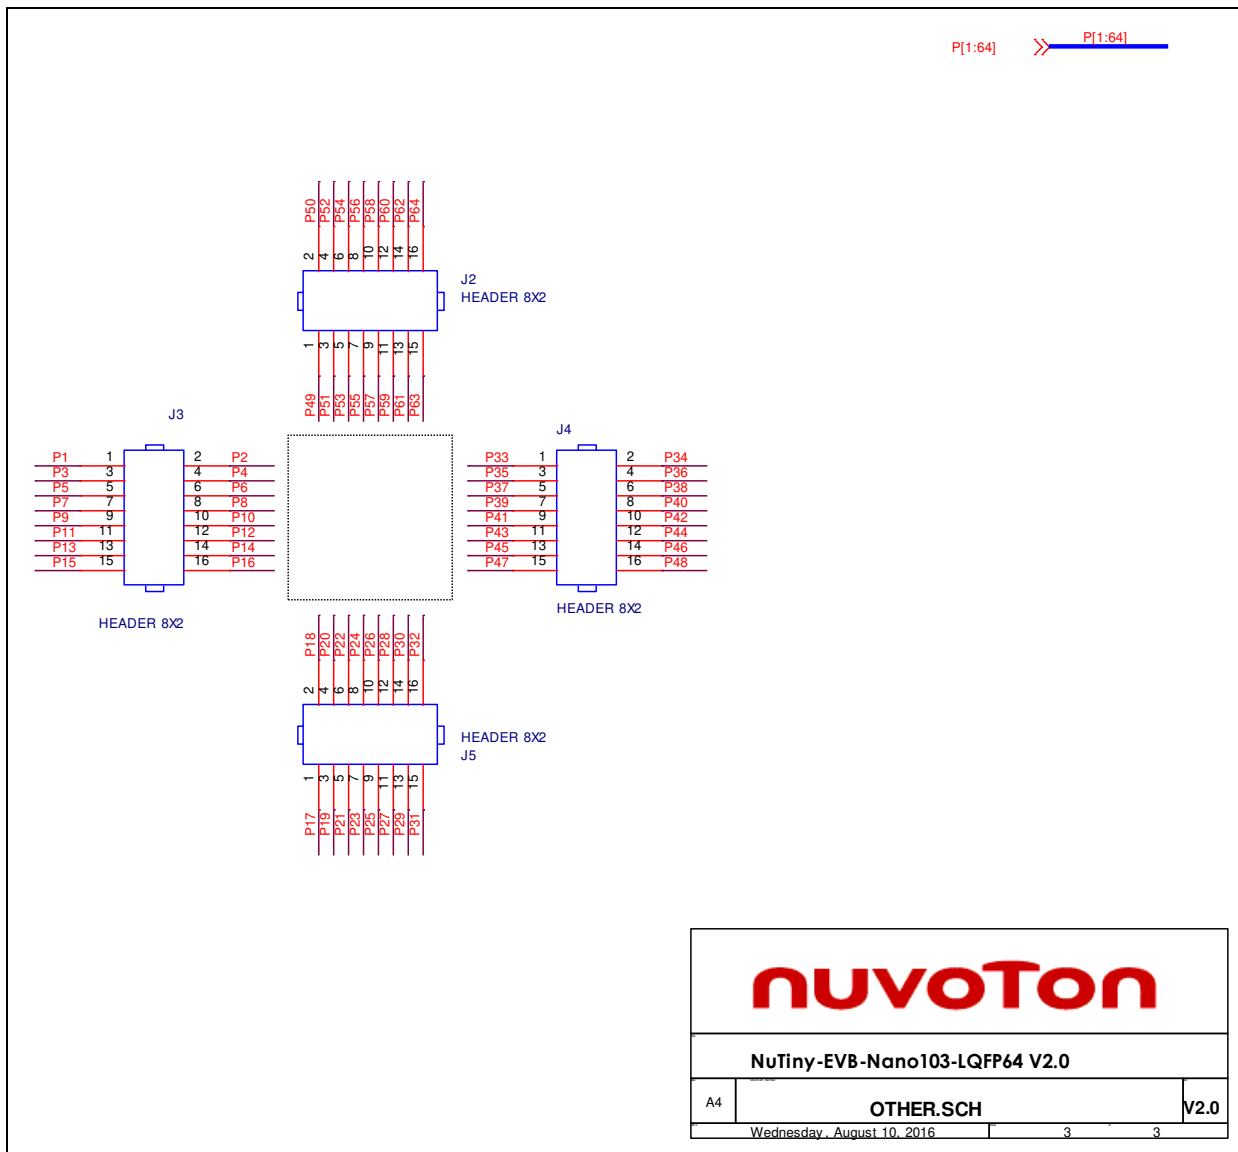 P[1:64] P[1:64]
P50 P52 P54 P56 P58 P60 P62 P64
2 4 6 8 10 12 14 16
J2
HEADER 8X2
1 3 5 7 9 11 13 15
P49 P51 P53 P55 P57 P59 P61 P63
J3
P1 1 2 P2
P3 3 4 P4
P5 5 6 P6
P7 7 8 P8
P9 9 10 P10
P11 11 12 P12
P13 13 14 P14
P15 15 16 P16
HEADER 8X2
J4
P33 1 2 P34
P35 3 4 P36
P37 5 6 P38
P39 7 8 P40
P41 9 10 P42
P43 11 12 P44
P45 13 14 P46
P47 15 16 P48
HEADER 8X2
P18 P20 P22 P24 P26 P28 P30 P32
2 4 6 8 10 12 14 16
HEADER 8X2
J5
1 3 5 7 9 11 13 15
P17 P19 P21 P23 P25 P27 P29 P31
nuvoTon
NuTiny-EVB-Nano103-LQFP64 V2.0
A4 OTHER.SCH V2.0
Wednesday, August 10, 2016 3 3